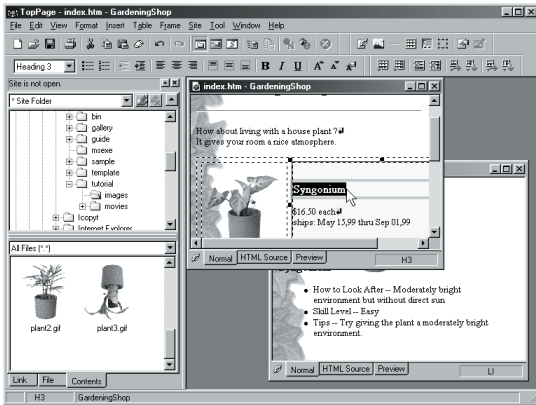 TopPage - index.htm - GardeningShop
File Edit View Format Insert Table Frame Site Tool Window Help
Heading 3
B I U A A
Site is not open.
* Site Folder
bin
gallery
guide
msexe
sample
template
tutorial
images
movies
Icopyt
Internet Explorer
All Files (*.*)
plant2.gif plant3.gif
Link File Contents
index.htm - GardeningShop
How about living with a house plant ?
It gives your room a nice atmosphere.
Syngonium
$16.50 each
ships: May 15,99 thru Sep 01,99
Normal HTML Source Preview H3
Syngonium
• How to Look After -- Moderately bright
environment but without direct sun
• Skill Level -- Easy
• Tips -- Try giving the plant a moderately bright
environment.
Normal HTML Source Preview LI
H3 GardeningShop